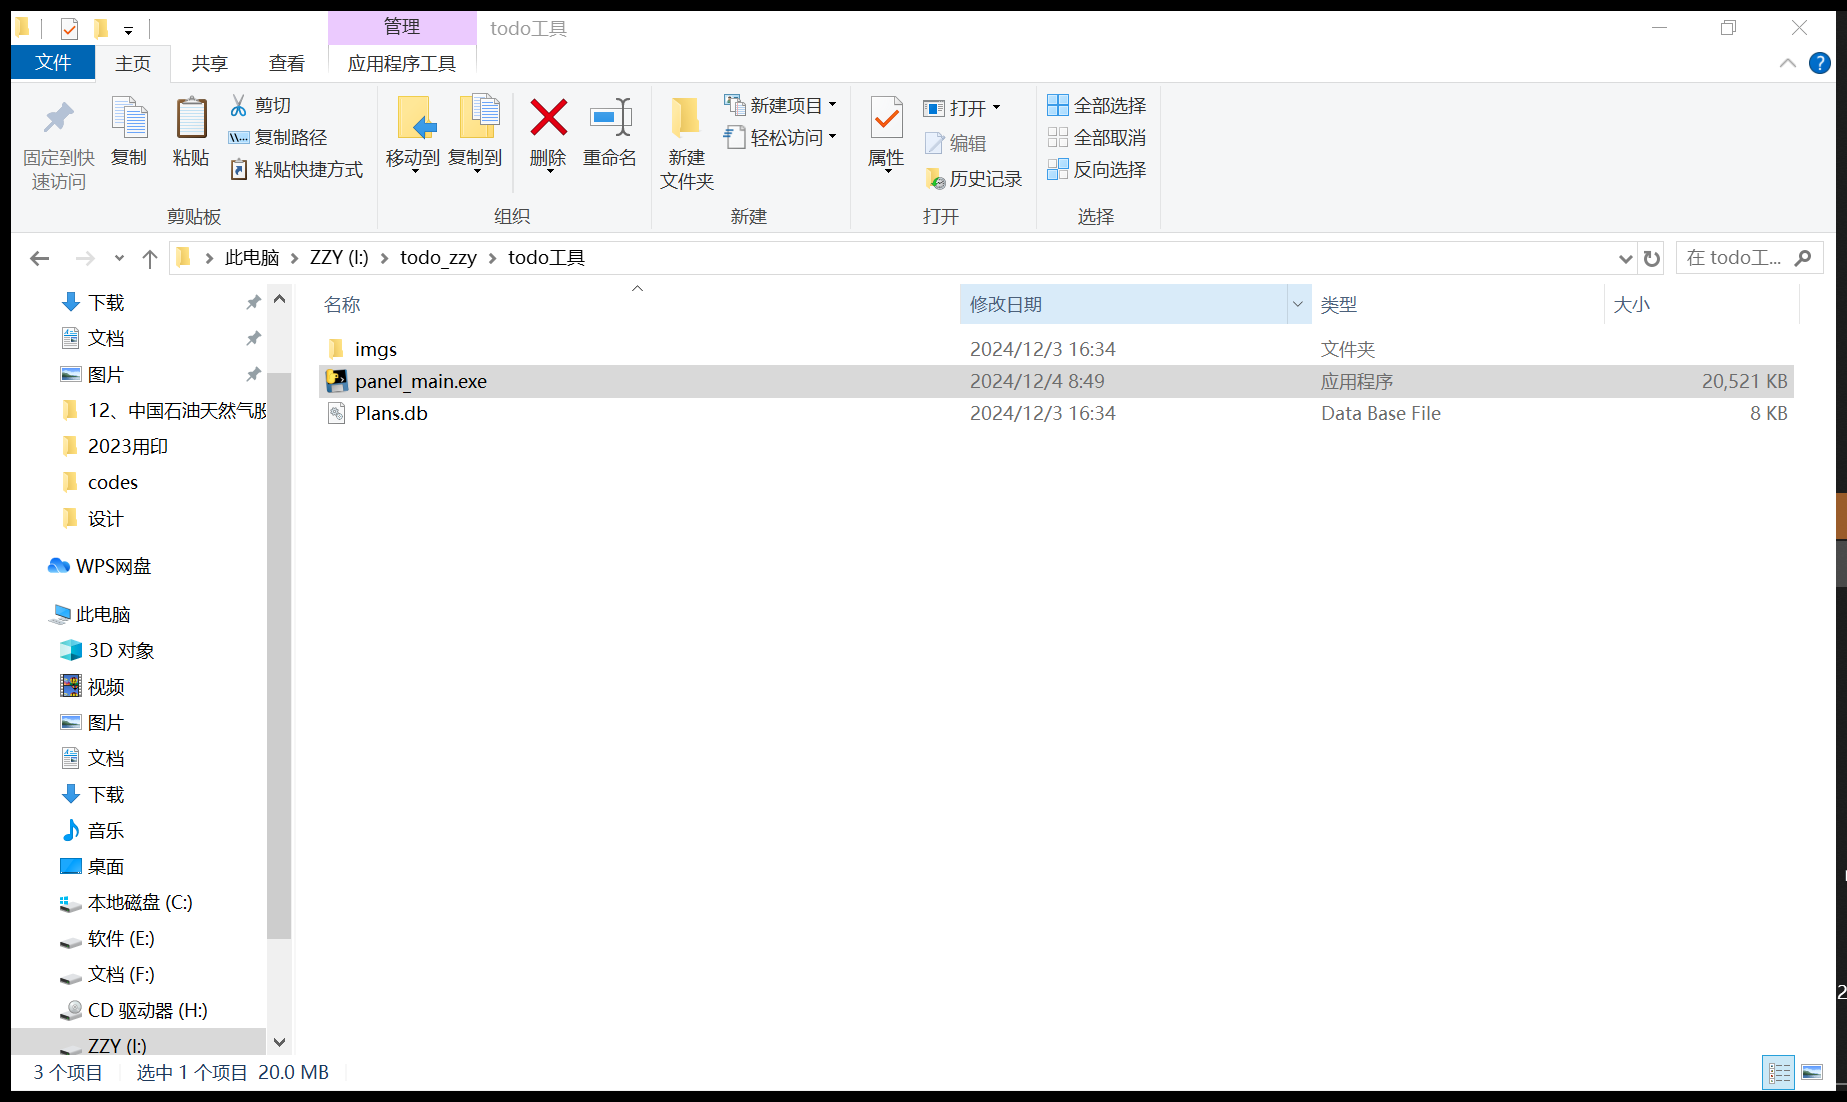 管理
todo工具
文件
主页
共享
查看
应用程序工具
固定到快
速访问
复制
粘贴
剪切
复制路径
粘贴快捷方式
剪贴板
移动到
复制到
删除
重命名
组织
新建
文件夹
新建项目
轻松访问
新建
属性
打开
编辑
历史记录
打开
全部选择
全部取消
反向选择
选择
此电脑 ZZY (I:) todo_zzy todo工具
在 todo工...
名称 修改日期 类型 大小
imgs 2024/12/3 16:34 文件夹
panel_main.exe 2024/12/4 8:49 应用程序 20,521 KB
Plans.db 2024/12/3 16:34 Data Base File 8 KB
下载
文档
图片
12、中国石油天然气股
2023用印
codes
设计
WPS网盘
此电脑
3D 对象
视频
图片
文档
下载
音乐
桌面
本地磁盘 (C:)
软件 (E:)
文档 (F:)
CD 驱动器 (H:)
ZZY (I:)
3 个项目 选中 1 个项目 20.0 MB
2